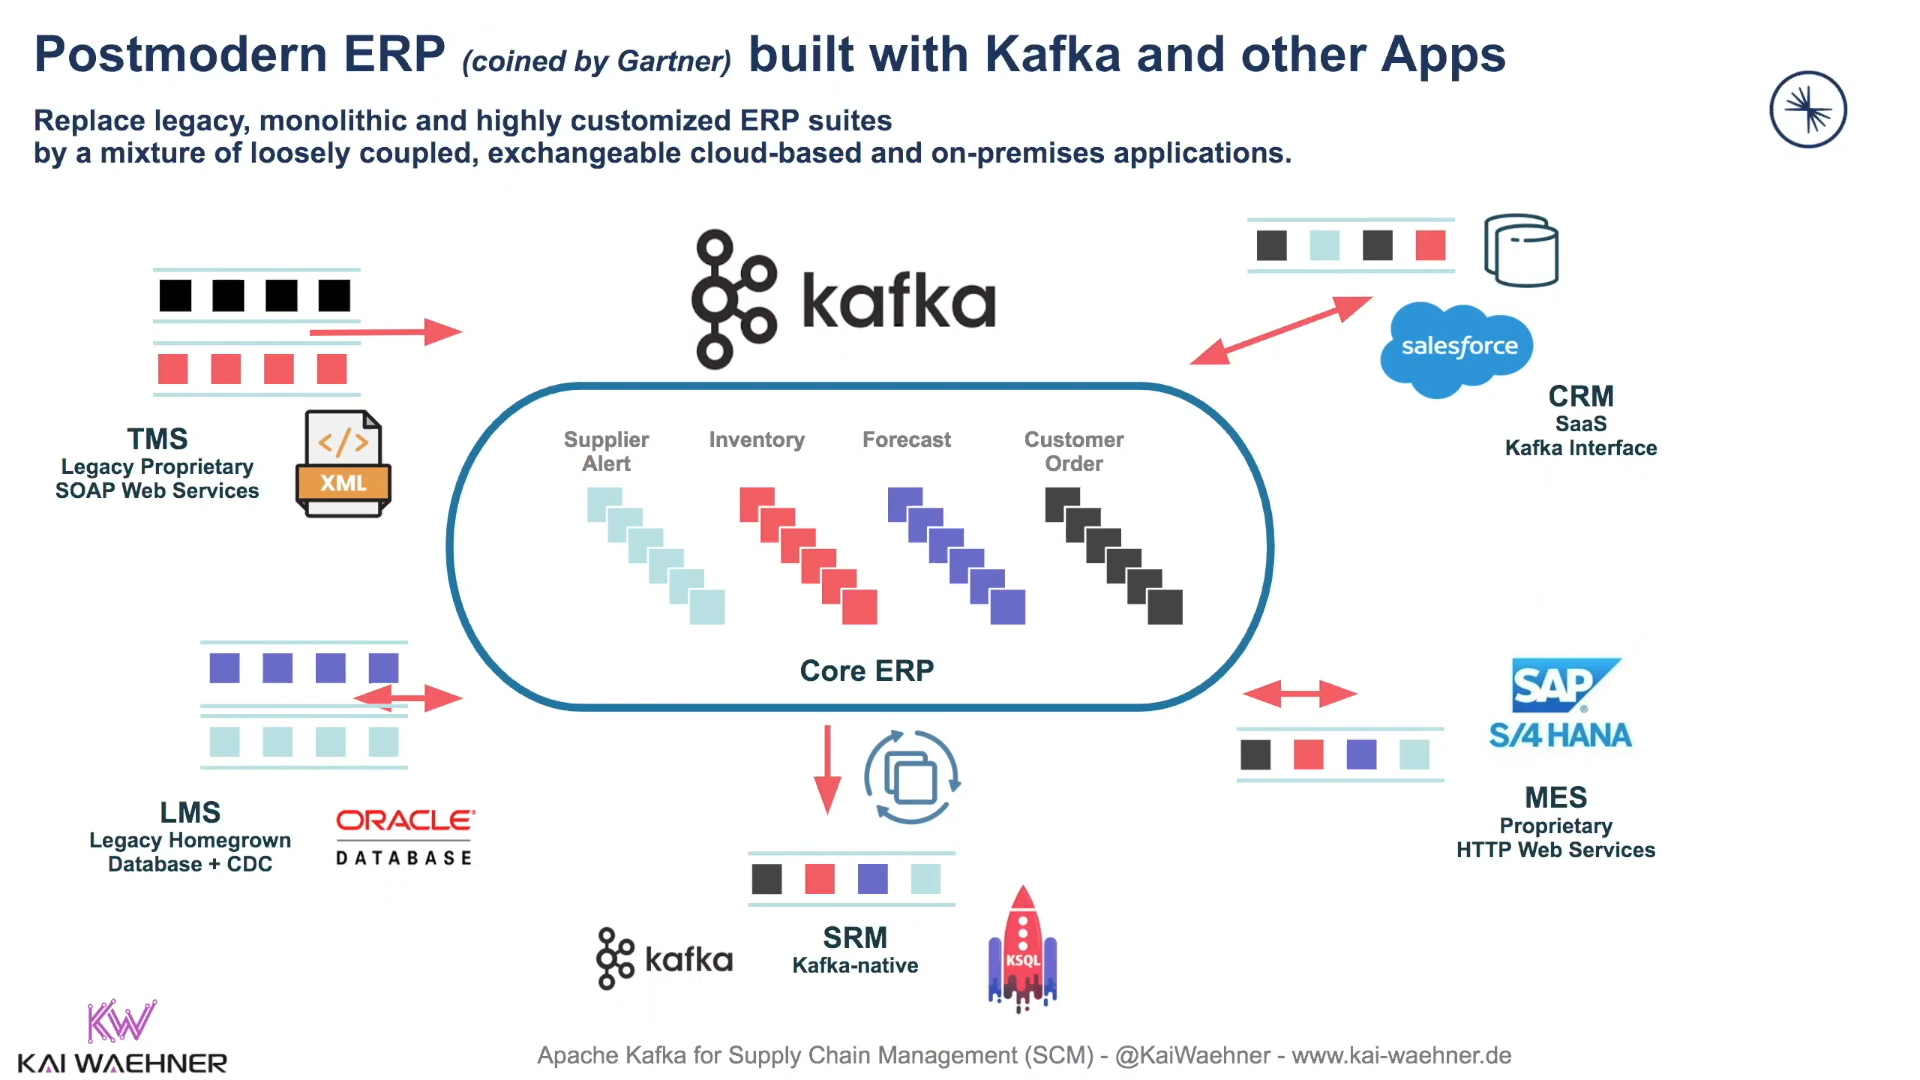 Postmodern ERP (coined by Gartner) built with Kafka and other Apps
Replace legacy, monolithic and highly customized ERP suites
by a mixture of loosely coupled, exchangeable cloud-based and on-premises applications.
kafka
salesforce
CRM
SaaS
Kafka Interface
TMS
Legacy Proprietary
SOAP Web Services
</>
XML
Supplier
Alert
Inventory
Forecast
Customer
Order
Core ERP
LMS
Legacy Homegrown
Database + CDC
ORACLE
DATABASE
SAP®
S/4HANA
MES
Proprietary
HTTP Web Services
kafka
SRM
Kafka-native
KSQL
KW
KAI WAEHNER
Apache Kafka for Supply Chain Management (SCM) - @KaiWaehner - www.kai-waehner.de